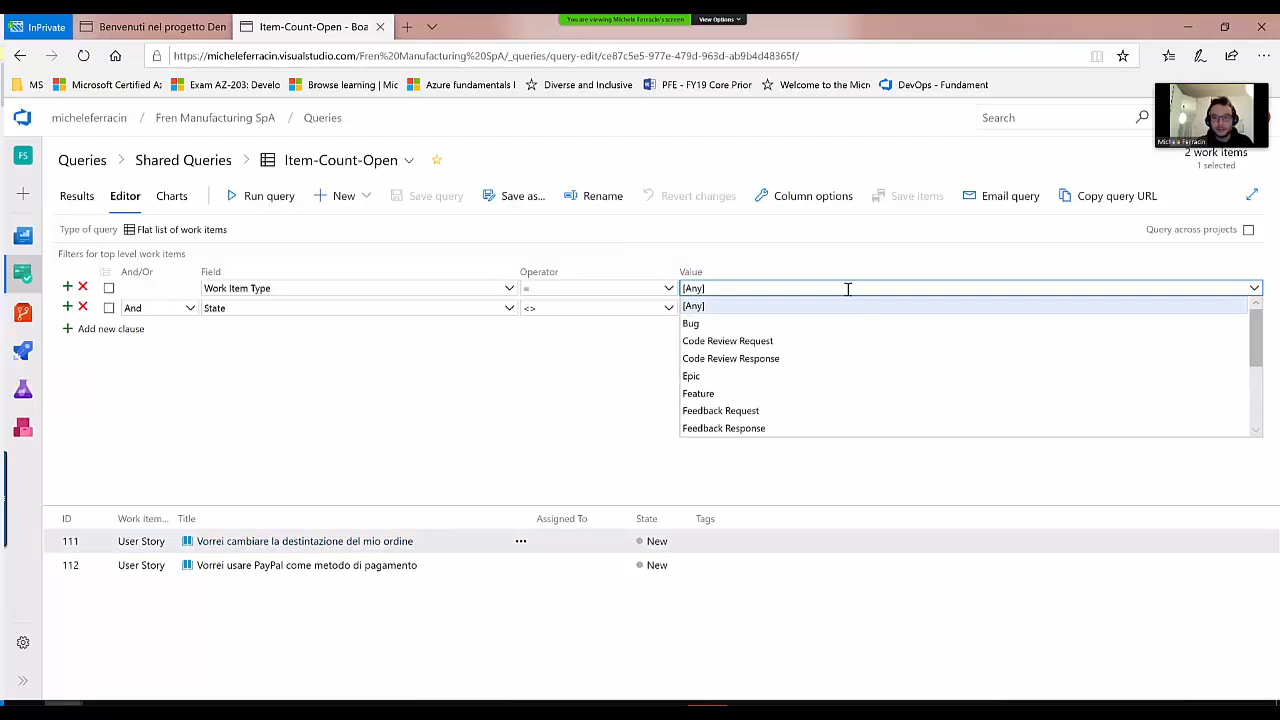 InPrivate
Benvenuti nel progetto Den
Item-Count-Open - Boa
You are viewing Michele Ferracin's screen
View Options
https://micheleferracin.visualstudio.com/Fren%20Manufacturing%20SpA/_queries/query-edit/ce87c5e5-977e-479d-963d-ab9b4d48365f/
MS
Microsoft Certified Az
Exam AZ-203: Develo
Browse learning | Mic
Azure fundamentals l
Diverse and Inclusive
PFE - FY19 Core Prior
Welcome to the Micr
DevOps - Fundament
micheleferracin / Fren Manufacturing SpA / Queries
Search
Michele Ferracin
FS
Queries > Shared Queries > Item-Count-Open
2 work items
1 selected
Results
Editor
Charts
Run query
New
Save query
Save as...
Rename
Revert changes
Column options
Save items
Email query
Copy query URL
Type of query
Flat list of work items
Query across projects
Filters for top level work items
And/Or
Field
Operator
Value
Work Item Type
=
[Any]
And
State
<>
[Any]
Bug
Add new clause
Code Review Request
Code Review Response
Epic
Feature
Feedback Request
Feedback Response
ID
Work Item...
Title
Assigned To
State
Tags
111
User Story
Vorrei cambiare la destintazione del mio ordine
...
New
112
User Story
Vorrei usare PayPal come metodo di pagamento
New